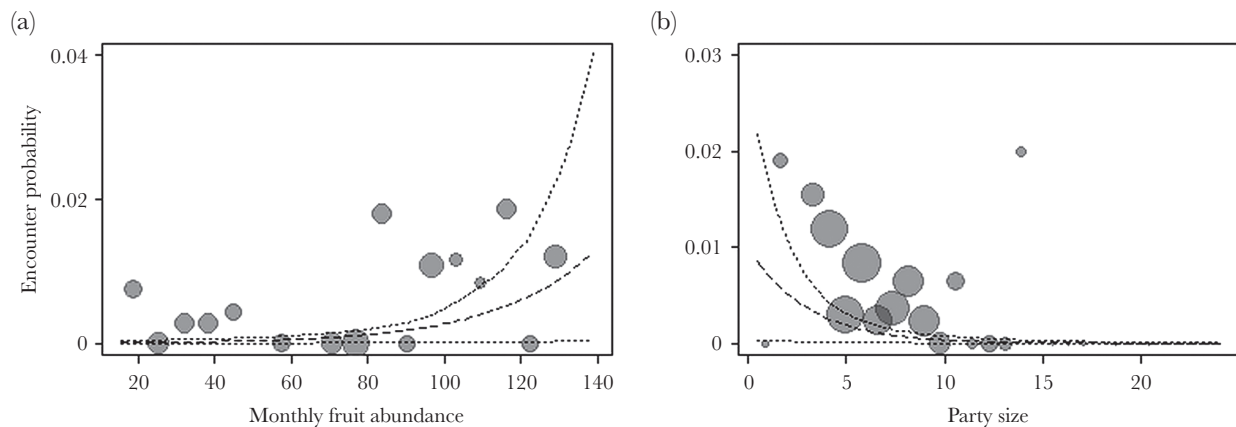 (a)
(b)
0.04
0.02
0
Encounter probability
20 40 60 80 100 120 140
Monthly fruit abundance
0.03
0.02
0.01
0
0 5 10 15 20
Party size